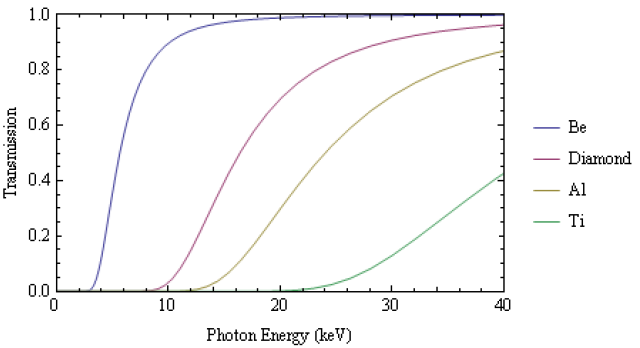 1.0
0.8
0.6
0.4
0.2
0.0
Transmission
0 10 20 30 40
Photon Energy (keV)
Be
Diamond
Al
Ti